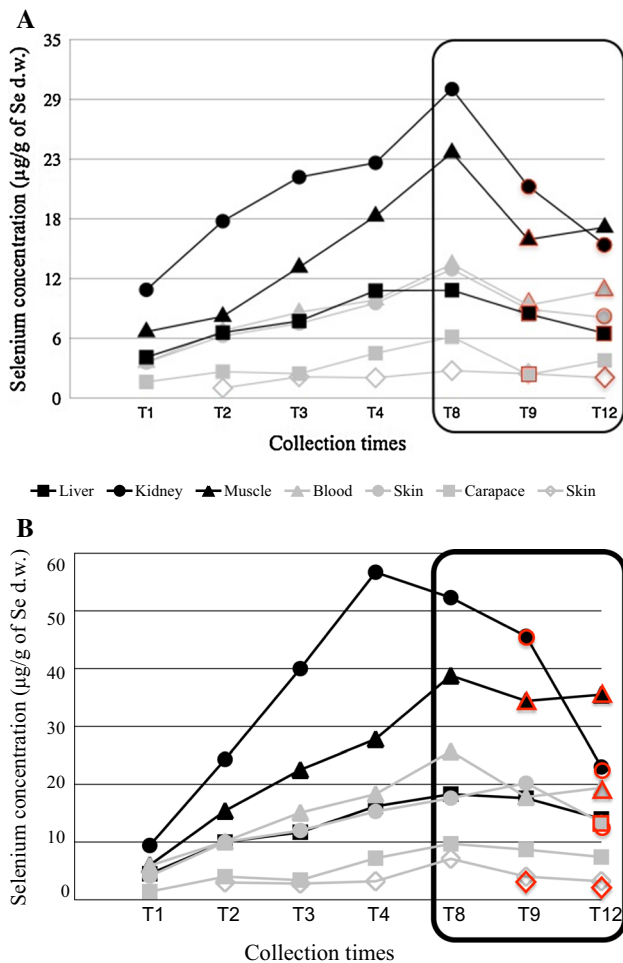 A
Selenium concentration (µg/g of Se d.w.)
35
29
23
18
12
6
0
T1 T2 T3 T4 T8 T9 T12
Collection times
Liver Kidney Muscle Blood Skin Carapace Skin
B
Selenium concentration (µg/g of Se d.w.)
60
50
40
30
20
10
0
T1 T2 T3 T4 T8 T9 T12
Collection times